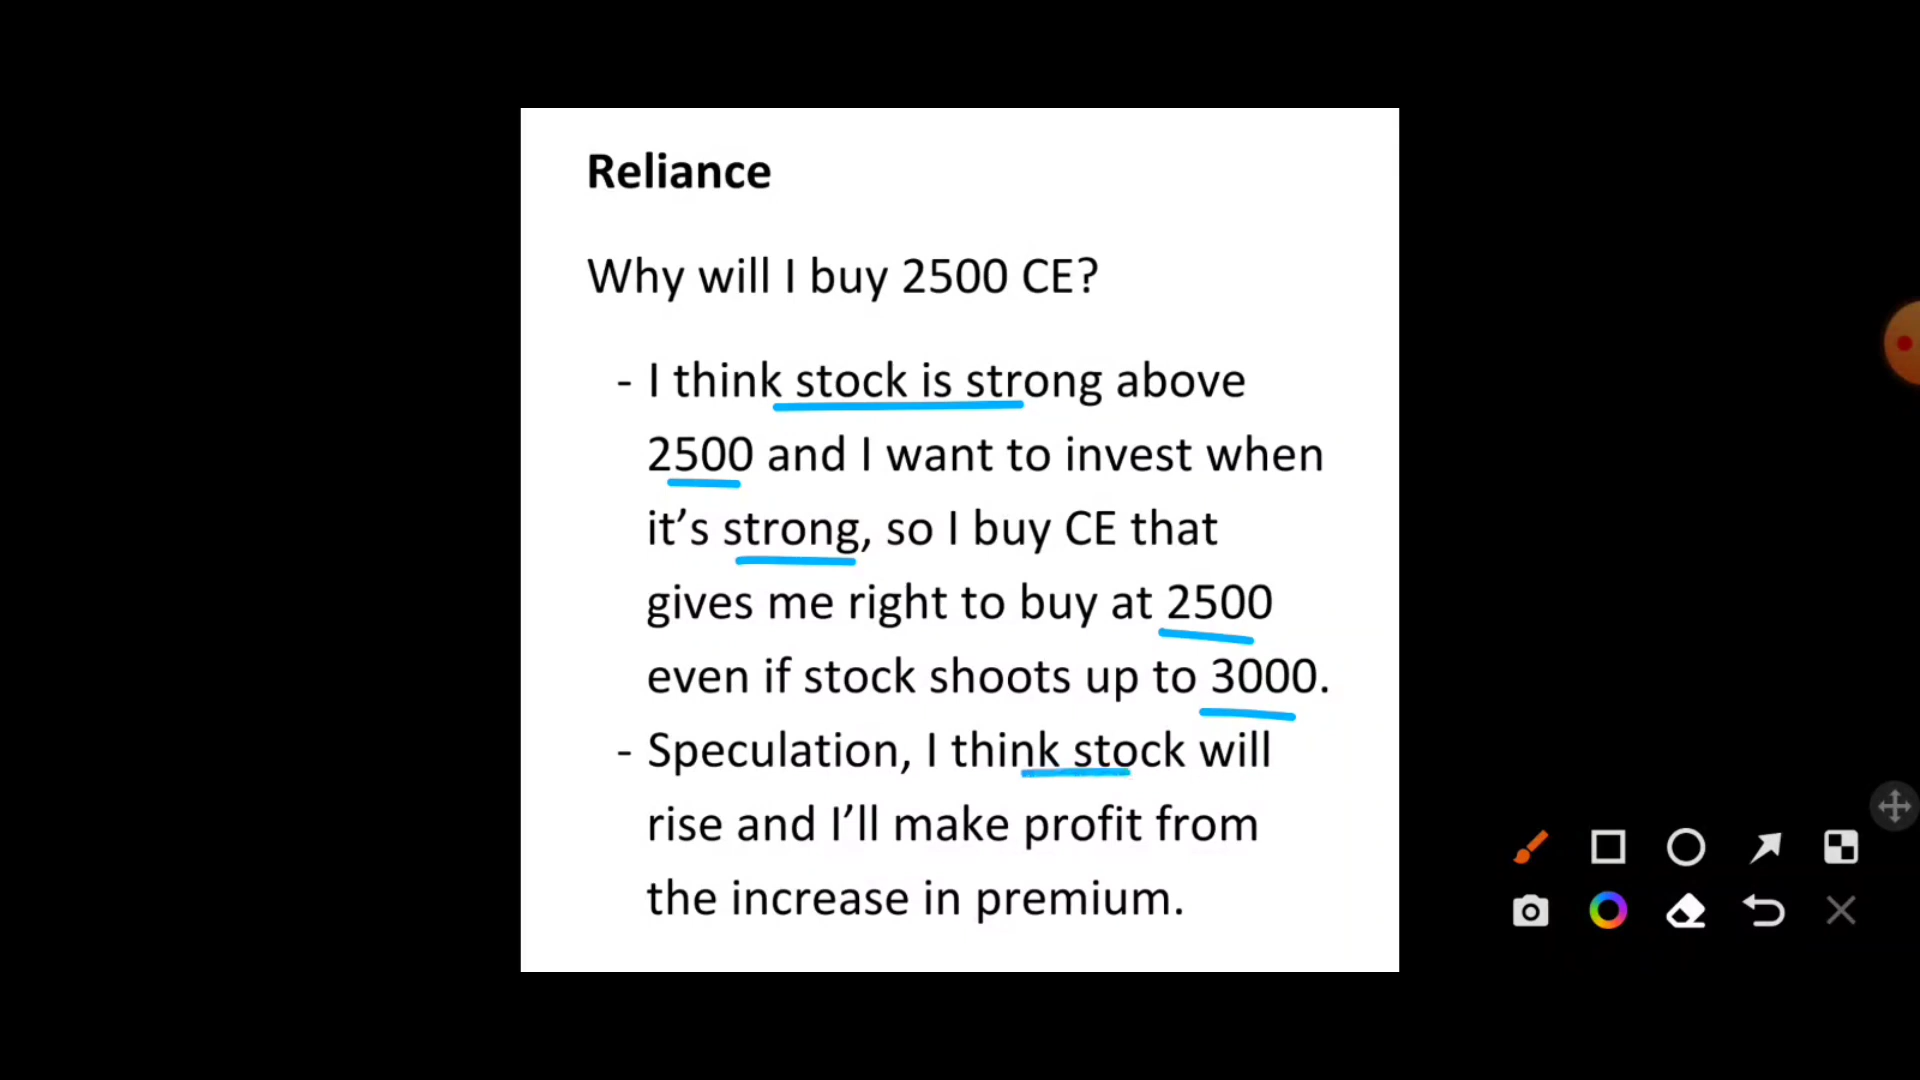 Reliance
Why will I buy 2500 CE?
- I think stock is strong above
2500 and I want to invest when
it’s strong, so I buy CE that
gives me right to buy at 2500
even if stock shoots up to 3000.
- Speculation, I think stock will
rise and I’ll make profit from
the increase in premium.